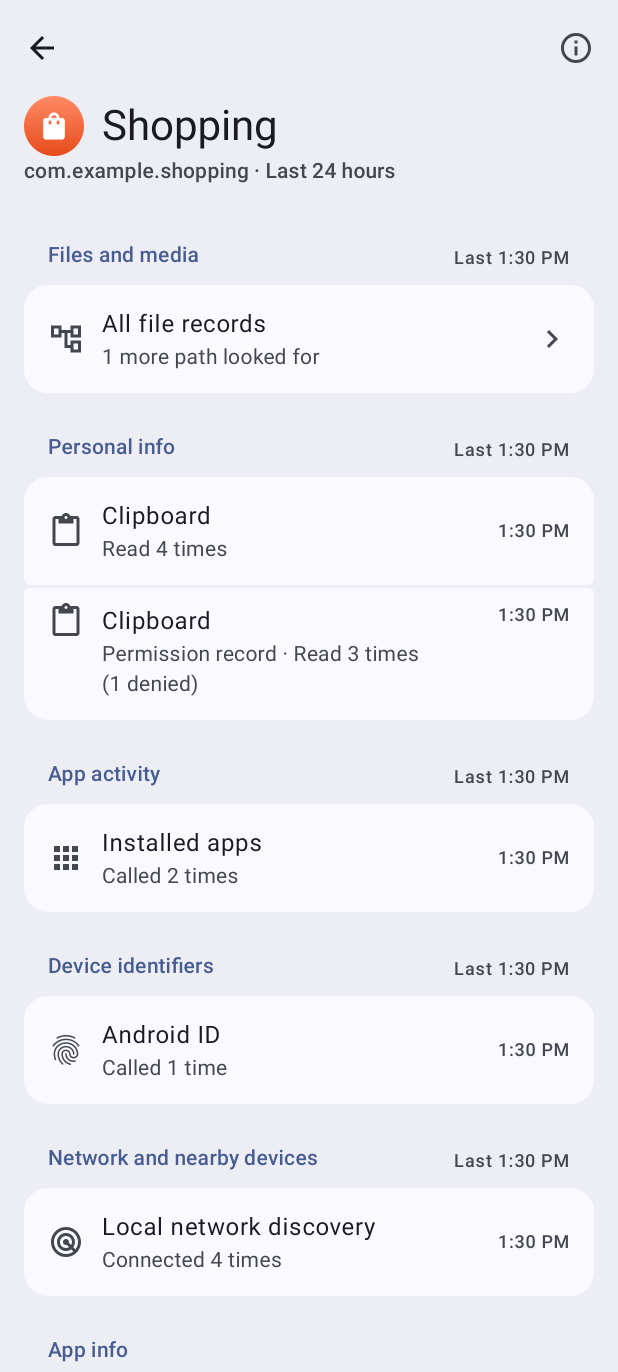 Shopping
com.example.shopping · Last 24 hours
Files and media
Last 1:30 PM
All file records
1 more path looked for
Personal info
Last 1:30 PM
Clipboard
Read 4 times
1:30 PM
Clipboard
Permission record · Read 3 times
(1 denied)
1:30 PM
App activity
Last 1:30 PM
Installed apps
Called 2 times
1:30 PM
Device identifiers
Last 1:30 PM
Android ID
Called 1 time
1:30 PM
Network and nearby devices
Last 1:30 PM
Local network discovery
Connected 4 times
1:30 PM
App info